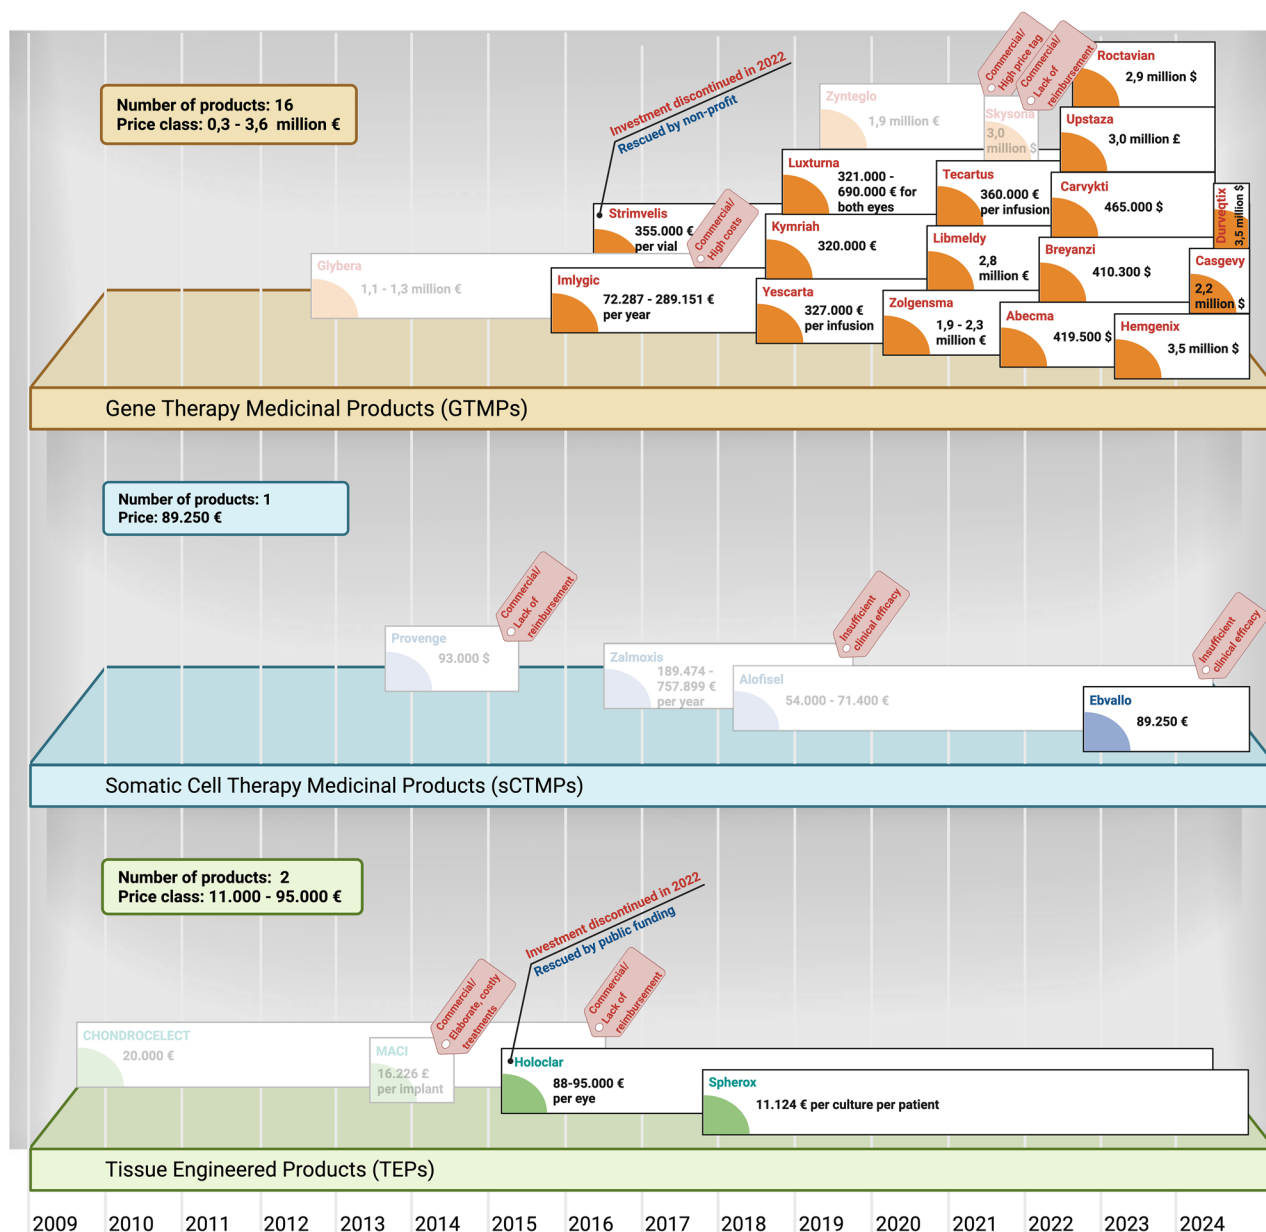 Number of products: 16
Price class: 0,3 - 3,6 million €
Investment discontinued in 2022
Rescued by non-profit
Commercial/
High price tag
Commercial/
Lack of
reimbursement
Roctavian
2,9 million $
Zynteglo
1,9 million €
Skysona
3,0
million $
Upstaza
3,0 million £
Luxturna
321.000 -
690.000 € for
both eyes
Tecartus
360.000 €
per infusion
Carvykti
465.000 $
Durveqtix
3,5 million $
Strimvelis
355.000 €
per vial
Commercial/
High costs
Kymriah
320.000 €
Libmeldy
2,8
million €
Breyanzi
410.300 $
Casgevy
2,2
million $
Glybera
1,1 - 1,3 million €
Imlygic
72.287 - 289.151 €
per year
Yescarta
327.000 €
per infusion
Zolgensma
1,9 - 2,3
million €
Abecma
419.500 $
Hemgenix
3,5 million $
Gene Therapy Medicinal Products (GTMPs)
Number of products: 1
Price: 89.250 €
Commercial/
Lack of
reimbursement
Insufficient
clinical efficacy
Insufficient
clinical efficacy
Provenge
93.000 $
Zalmoxis
189.474 -
757.899 €
per year
Alofisel
54.000 - 71.400 €
Ebvallo
89.250 €
Somatic Cell Therapy Medicinal Products (sCTMPs)
Number of products: 2
Price class: 11.000 - 95.000 €
Investment discontinued in 2022
Rescued by public funding
Commercial/
Elaborate, costly
treatments
Commercial/
Lack of
reimbursement
CHONDROCELECT
20.000 €
MACI
16.226 £
per implant
Holoclar
88-95.000 €
per eye
Spherox
11.124 € per culture per patient
Tissue Engineered Products (TEPs)
2009 2010 2011 2012 2013 2014 2015 2016 2017 2018 2019 2020 2021 2022 2023 2024